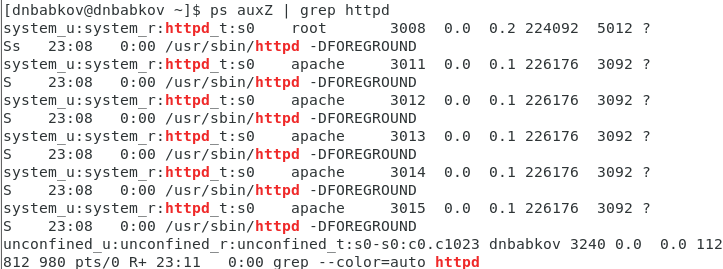 [dnbabkov@dnbabkov ~]$ ps auxZ | grep httpd
system_u:system_r:httpd_t:s0    root       3008  0.0  0.2 224092  5012 ?
Ss   23:08   0:00 /usr/sbin/httpd -DFOREGROUND
system_u:system_r:httpd_t:s0    apache     3011  0.0  0.1 226176  3092 ?
S    23:08   0:00 /usr/sbin/httpd -DFOREGROUND
system_u:system_r:httpd_t:s0    apache     3012  0.0  0.1 226176  3092 ?
S    23:08   0:00 /usr/sbin/httpd -DFOREGROUND
system_u:system_r:httpd_t:s0    apache     3013  0.0  0.1 226176  3092 ?
S    23:08   0:00 /usr/sbin/httpd -DFOREGROUND
system_u:system_r:httpd_t:s0    apache     3014  0.0  0.1 226176  3092 ?
S    23:08   0:00 /usr/sbin/httpd -DFOREGROUND
system_u:system_r:httpd_t:s0    apache     3015  0.0  0.1 226176  3092 ?
S    23:08   0:00 /usr/sbin/httpd -DFOREGROUND
unconfined_u:unconfined_r:unconfined_t:s0-s0:c0.c1023 dnbabkov 3240 0.0  0.0 112
812 980 pts/0 R+ 23:11   0:00 grep --color=auto httpd